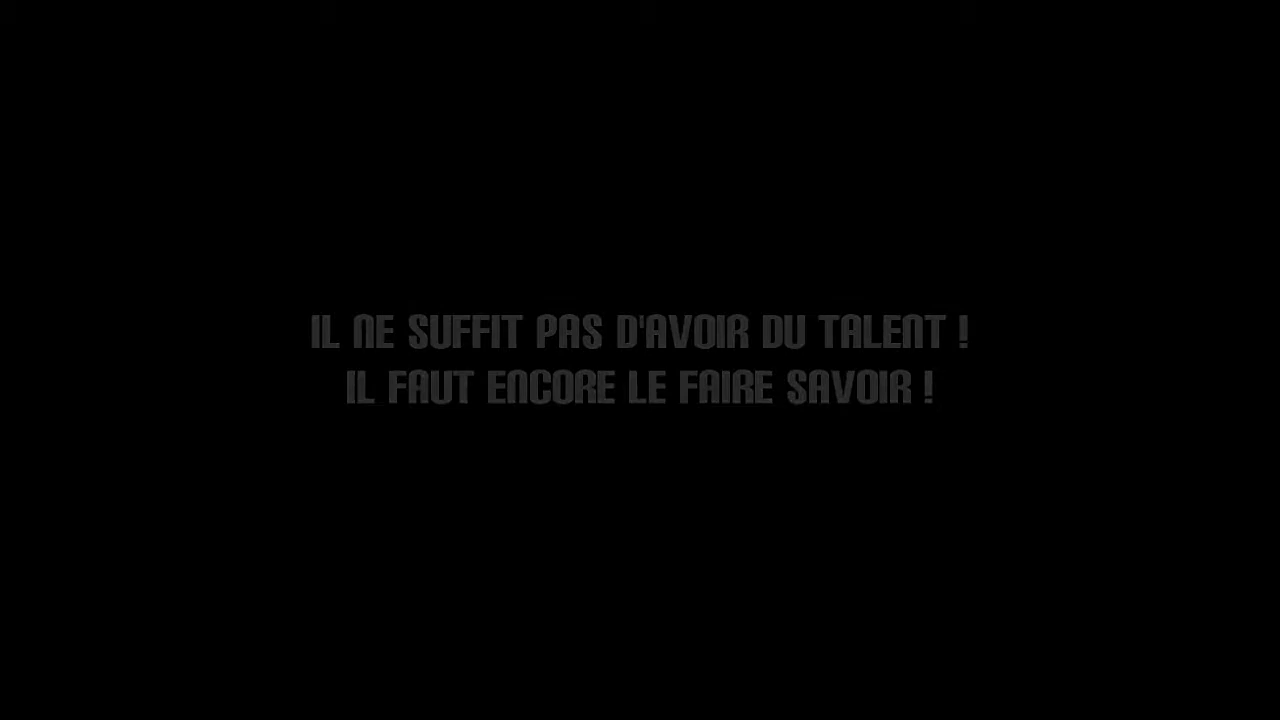 IL NE SUFFIT PAS D'AVOIR DU TALENT !
IL FAUT ENCORE LE FAIRE SAVOIR !